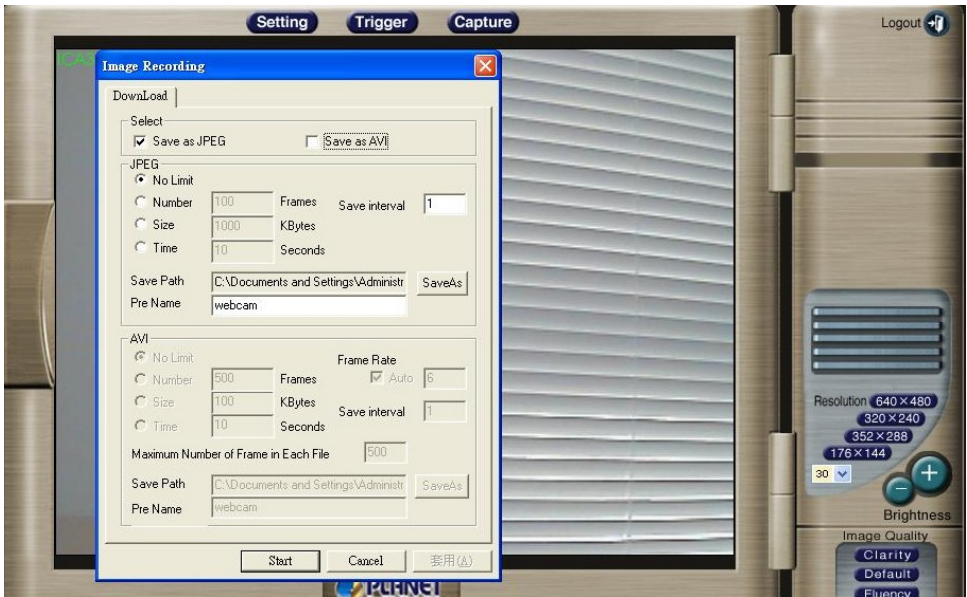 Setting Trigger Capture
Logout
Image Recording
DownLoad
Select
Save as JPEG Save as AVI
JPEG
No Limit
Number 100 Frames Save interval 1
Size 1000 KBytes
Time 10 Seconds
Save Path C:\Documents and Settings\Administr SaveAs
Pre Name webcam
AVI
No Limit Frame Rate
Number 500 Frames Auto 6
Size 100 KBytes
Save interval 1
Time 10 Seconds
Maximum Number of Frame in Each File 500
Save Path C:\Documents and Settings\Administr SaveAs
Pre Name webcam
Start Cancel 套用(A)
PLANET
Resolution 640×480
320×240
352×288
176×144
30
Brightness
Image Quality
Clarity
Default
Fluency